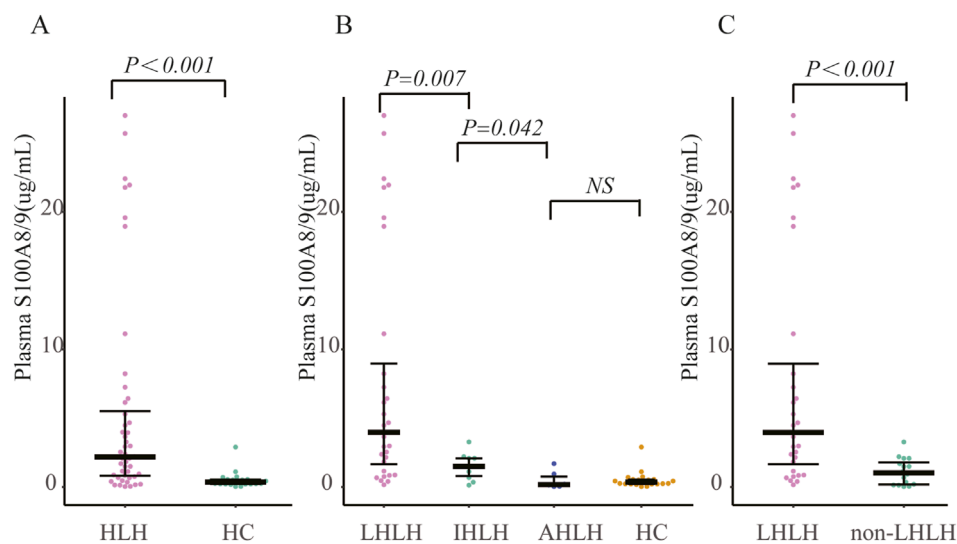 A
P<0.001
Plasma S100A8/9(ug/mL)
20
10
0
HLH
HC
B
P=0.007
P=0.042
NS
Plasma S100A8/9(ug/mL)
20
10
0
LHLH
IHLH
AHLH
HC
C
P<0.001
Plasma S100A8/9(ug/mL)
20
10
0
LHLH
non-LHLH